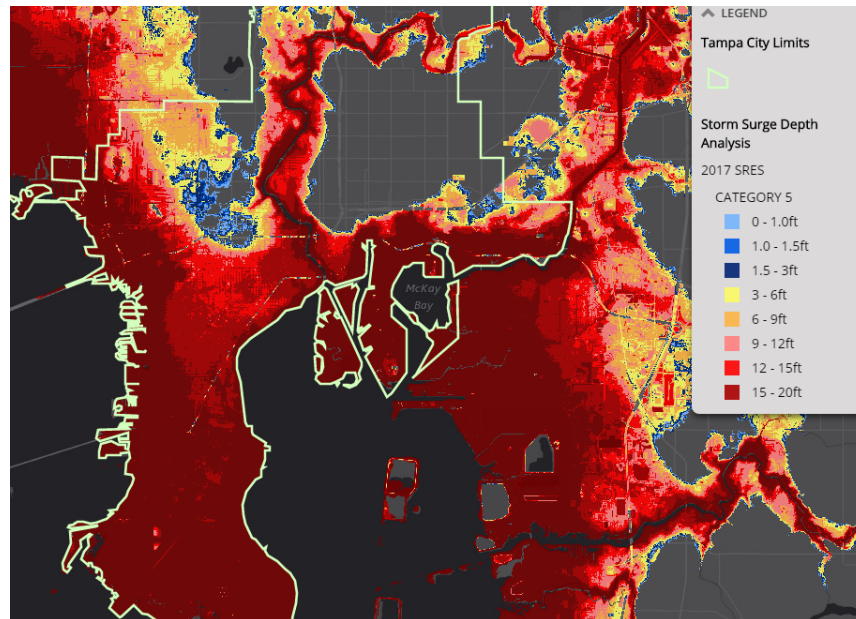 LEGEND
Tampa City Limits
Storm Surge Depth
Analysis
2017 SRES
CATEGORY 5
0 - 1.0ft
1.0 - 1.5ft
1.5 - 3ft
3 - 6ft
6 - 9ft
9 - 12ft
12 - 15ft
15 - 20ft
McKay
Bay